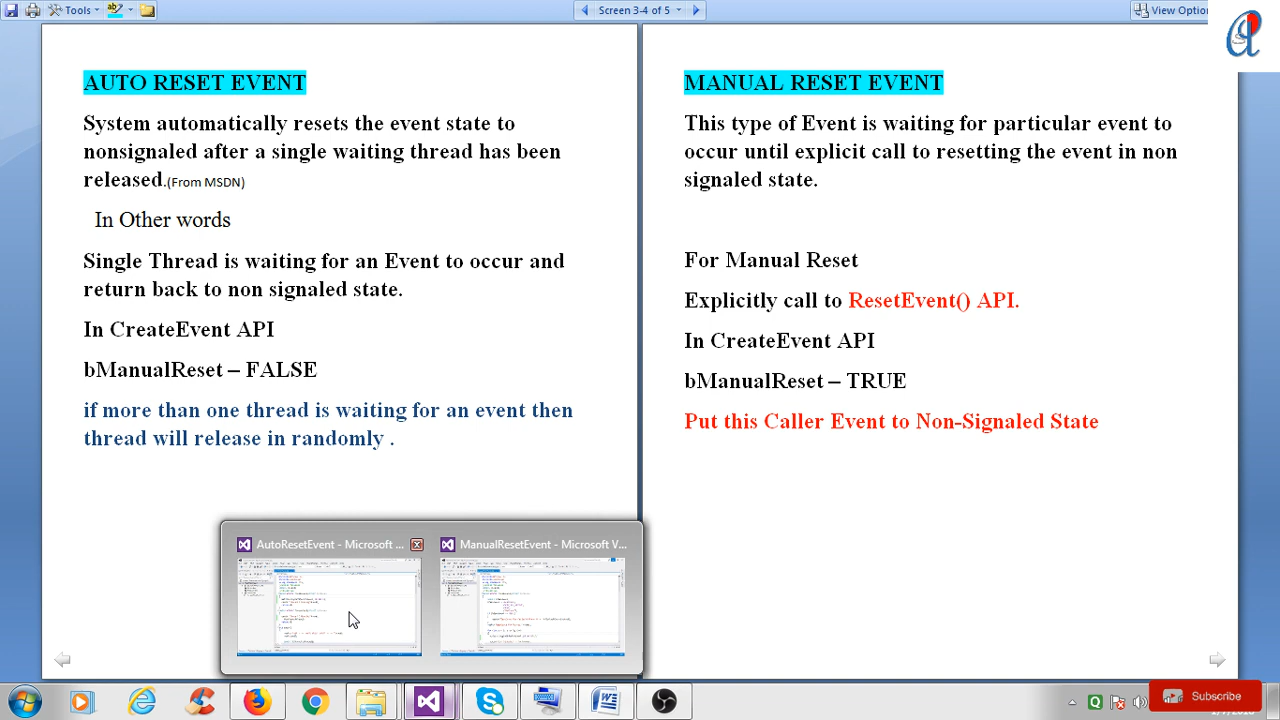 Tools
Screen 3-4 of 5
View Optio
AUTO RESET EVENT
System automatically resets the event state to
nonsignaled after a single waiting thread has been
released.(From MSDN)
In Other words
Single Thread is waiting for an Event to occur and
return back to non signaled state.
In CreateEvent API
bManualReset – FALSE
if more than one thread is waiting for an event then
thread will release in randomly .
MANUAL RESET EVENT
This type of Event is waiting for particular event to
occur until explicit call to resetting the event in non
signaled state.
For Manual Reset
Explicitly call to ResetEvent() API.
In CreateEvent API
bManualReset – TRUE
Put this Caller Event to Non-Signaled State
AutoResetEvent - Microsoft ...
ManualResetEvent - Microsoft V...
Subscribe